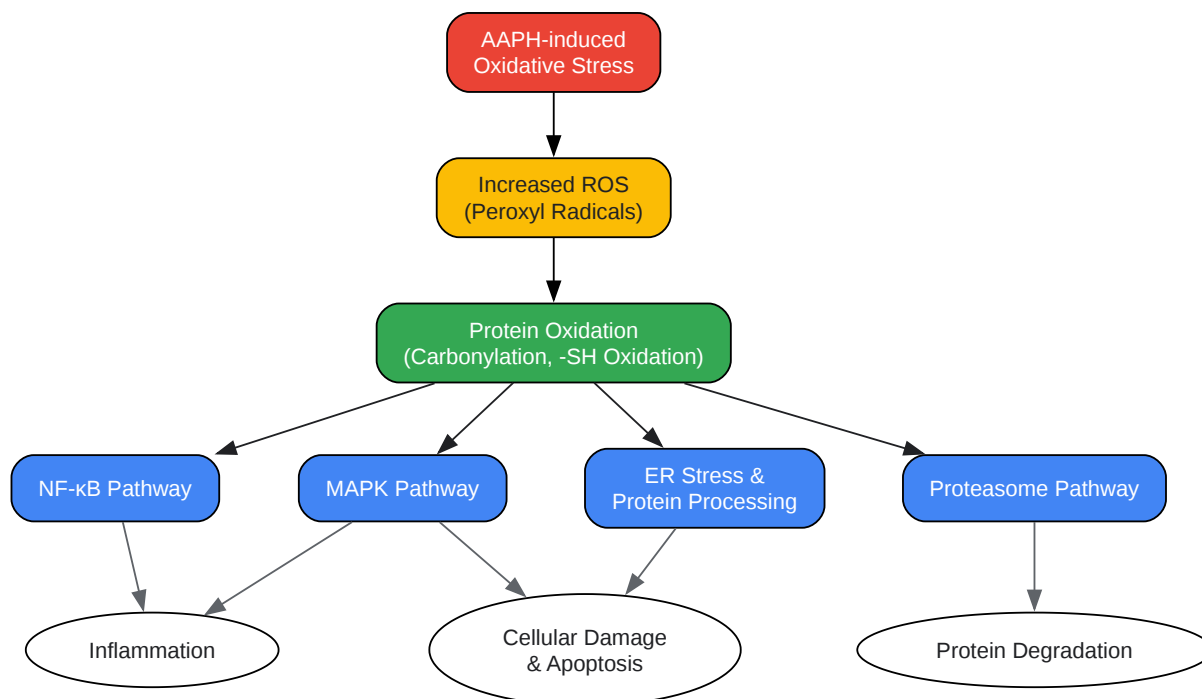 AAPH-induced
Oxidative Stress
Increased ROS
(Peroxyl Radicals)
Protein Oxidation
(Carbonylation, -SH Oxidation)
NF-κB Pathway
MAPK Pathway
ER Stress &
Protein Processing
Proteasome Pathway
Inflammation
Cellular Damage
& Apoptosis
Protein Degradation